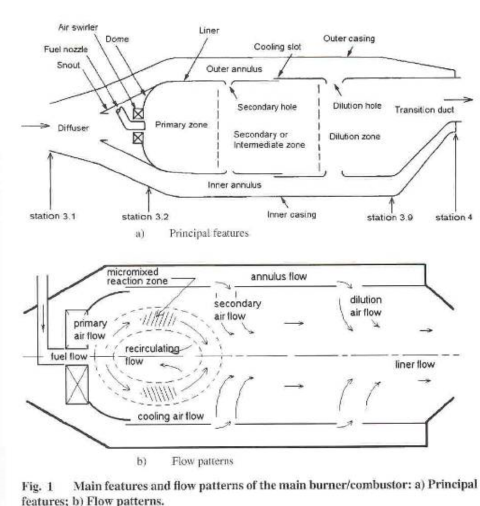 Air swirler
Fuel nozzle
Snout
Dome
Liner
Cooling slot
Outer casing
Outer annulus
Secondary hole
Dilution hole
Transition duct
Diffuser
Primary zone
Secondary or
Intermediate zone
Dilution zone
Inner annulus
Inner casing
station 3.1
station 3.2
station 3.9
station 4
a) Principal features
micromixed
reaction zone
annulus flow
primary
air flow
secondary
air flow
dilution
air flow
fuel flow
recirculating
flow
liner flow
cooling air flow
b) Flow patterns
Fig. 1 Main features and flow patterns of the main burner/combustor: a) Principal
features; b) Flow patterns.